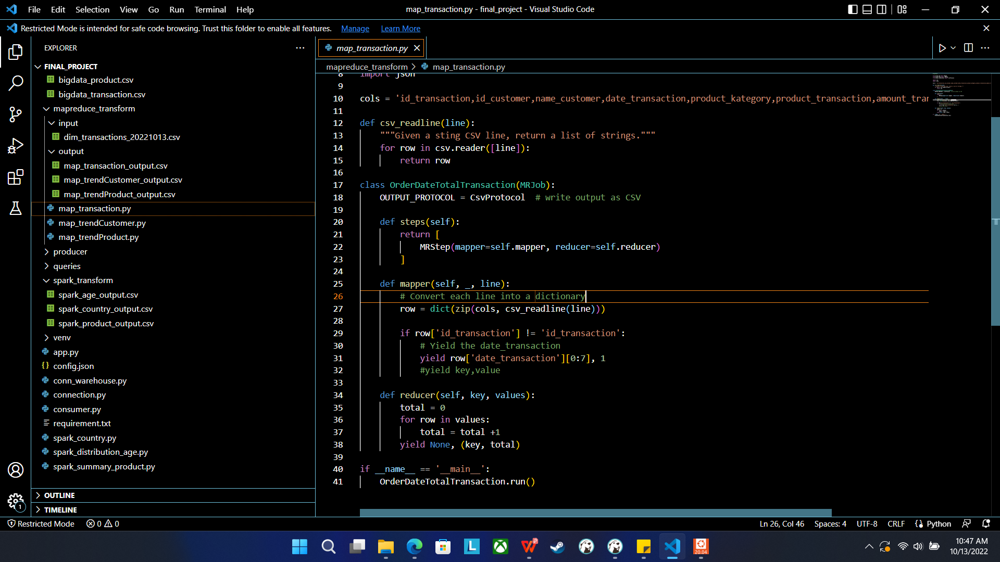 File Edit Selection View Go Run Terminal Help
map_transaction.py - final_project - Visual Studio Code
Restricted Mode is intended for safe code browsing. Trust this folder to enable all features. Manage Learn More
EXPLORER
FINAL_PROJECT
bigdata_product.csv
bigdata_transaction.csv
mapreduce_transform
input
dim_transactions_20221013.csv
output
map_transaction_output.csv
map_trendCustomer_output.csv
map_trendProduct_output.csv
map_transaction.py
map_trendCustomer.py
map_trendProduct.py
producer
queries
spark_transform
spark_age_output.csv
spark_country_output.csv
spark_product_output.csv
venv
app.py
config.json
conn_warehouse.py
connection.py
consumer.py
requirement.txt
spark_country.py
spark_distribution_age.py
spark_summary_product.py
OUTLINE
TIMELINE
map_transaction.py
mapreduce_transform > map_transaction.py
8 import json
9
10 cols = 'id_transaction,id_customer,name_customer,date_transaction,product_kategory,product_transaction,amount_tran
11
12 def csv_readline(line):
13 """Given a sting CSV line, return a list of strings."""
14 for row in csv.reader([line]):
15 return row
16
17 class OrderDateTotalTransaction(MRJob):
18 OUTPUT_PROTOCOL = CsvProtocol # write output as CSV
19
20 def steps(self):
21 return [
22 MRStep(mapper=self.mapper, reducer=self.reducer)
23 ]
24
25 def mapper(self, _, line):
26 # Convert each line into a dictionary
27 row = dict(zip(cols, csv_readline(line)))
28
29 if row['id_transaction'] != 'id_transaction':
30 # Yield the date_transaction
31 yield row['date_transaction'][0:7], 1
32 #yield key,value
33
34 def reducer(self, key, values):
35 total = 0
36 for row in values:
37 total = total +1
38 yield None, (key, total)
39
40 if __name__ == '__main__':
41 OrderDateTotalTransaction.run()
Restricted Mode 0 0
Ln 26, Col 46 Spaces: 4 UTF-8 CRLF Python
1
2
20.04
10:47 AM
10/13/2022